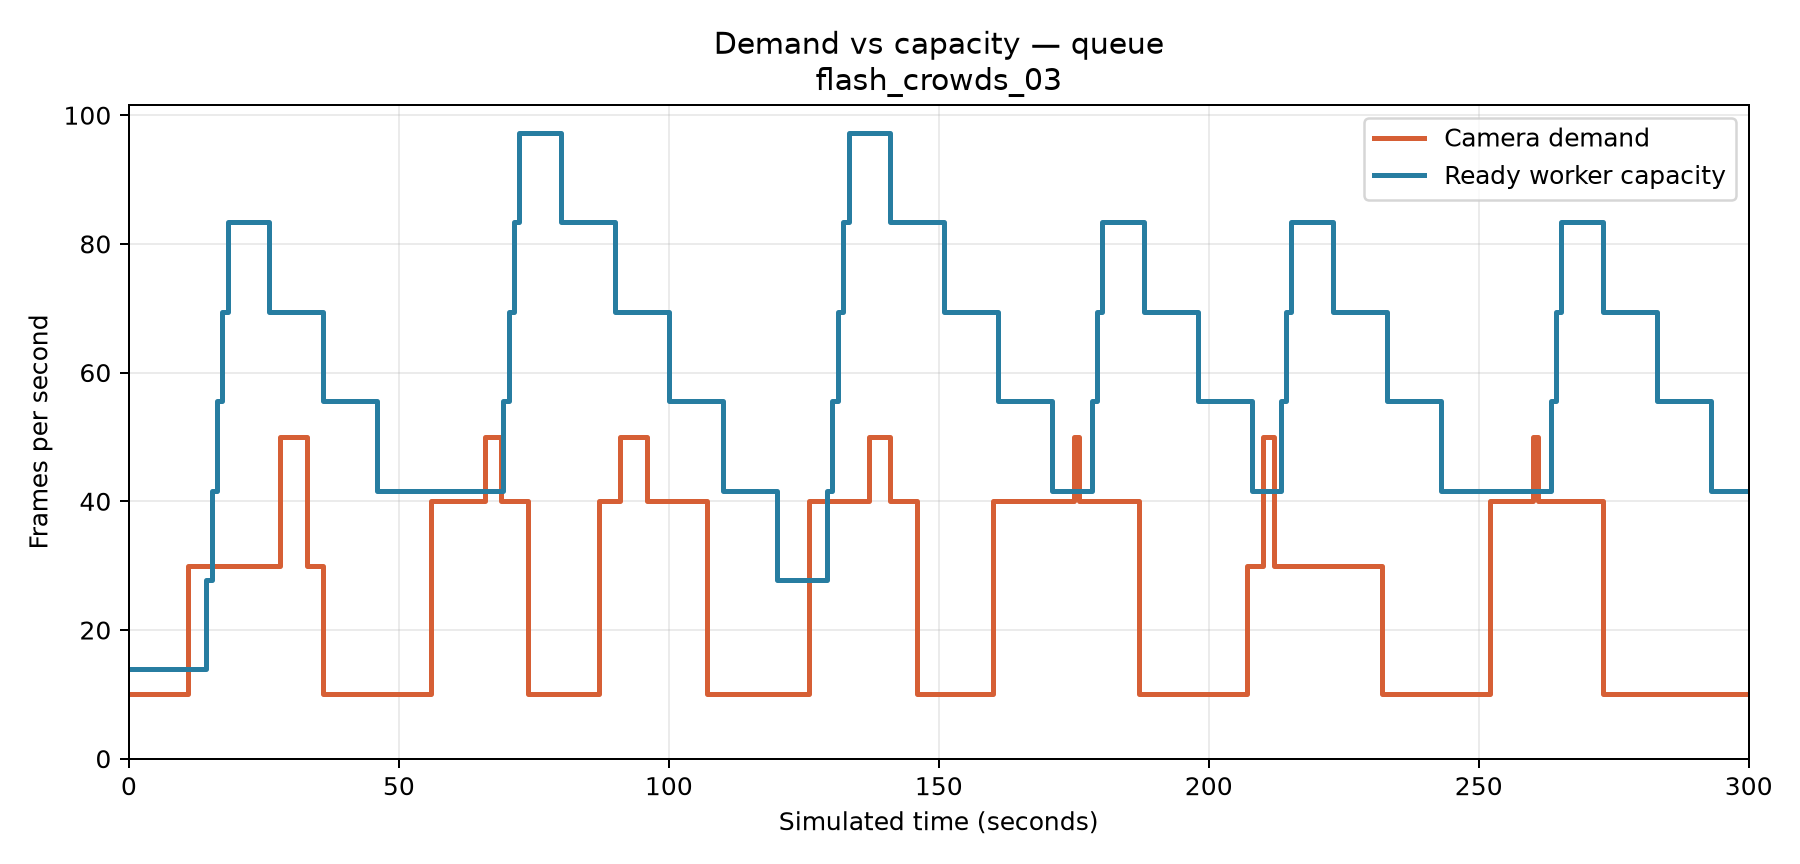 Demand vs capacity — queue
flash_crowds_03
Camera demand
Ready worker capacity
Frames per second
100
80
60
40
20
0
0 50 100 150 200 250 300
Simulated time (seconds)